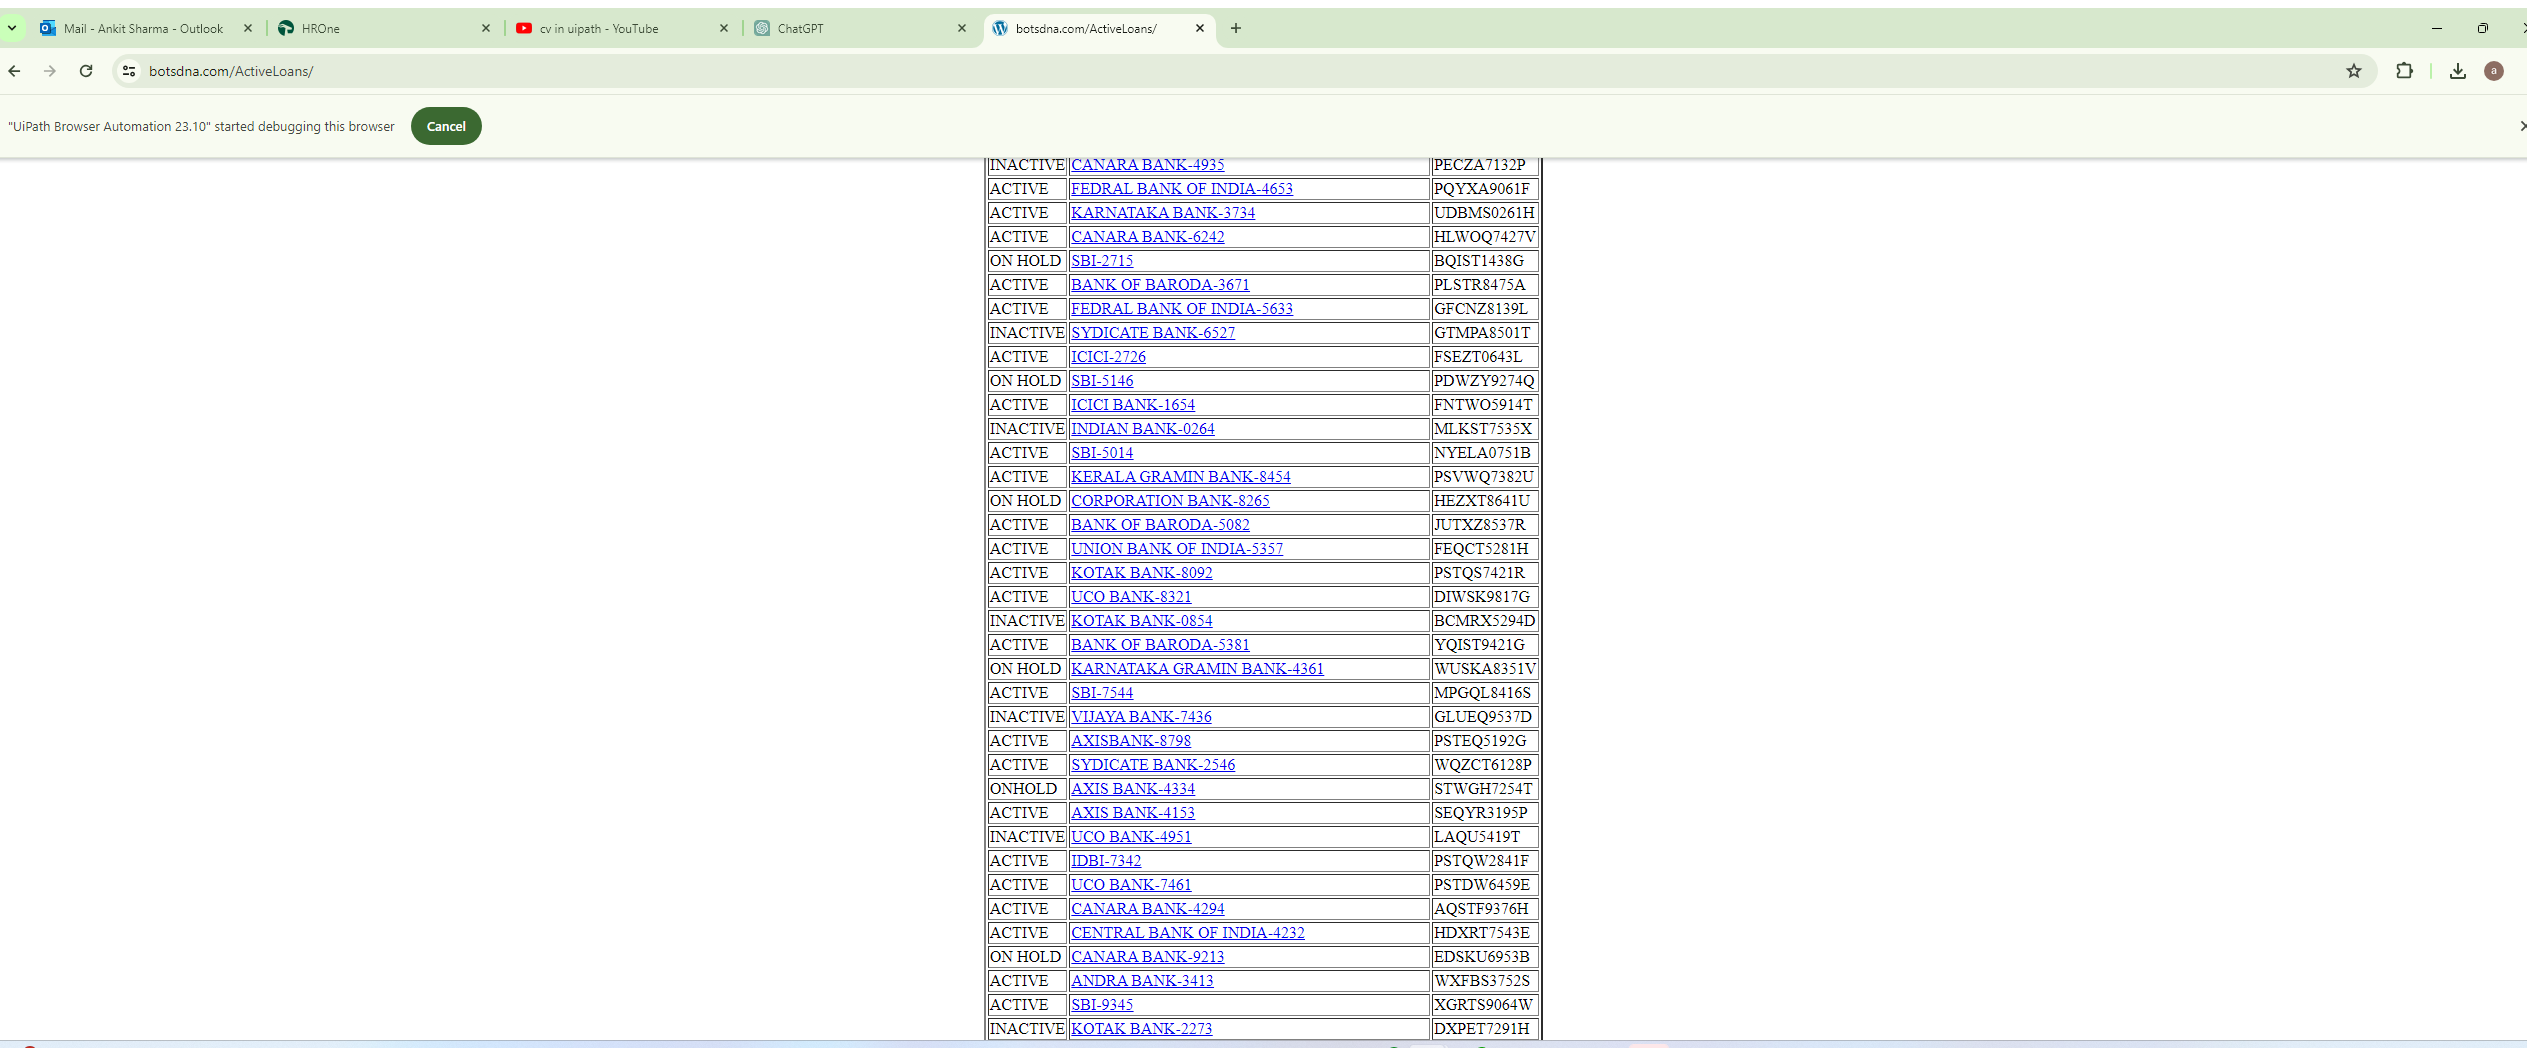 Mail - Ankit Sharma - Outlook HROne cv in uipath - YouTube ChatGPT botsdna.com/ActiveLoans/
botsdna.com/ActiveLoans/ a
"UiPath Browser Automation 23.10" started debugging this browser Cancel
INACTIVE CANARA BANK-4935 PECZA7132P
ACTIVE FEDRAL BANK OF INDIA-4653 PQYXA9061F
ACTIVE KARNATAKA BANK-3734 UDBMS0261H
ACTIVE CANARA BANK-6242 HLWOQ7427V
ON HOLD SBI-2715 BQIST1438G
ACTIVE BANK OF BARODA-3671 PLSTR8475A
ACTIVE FEDRAL BANK OF INDIA-5633 GFCNZ8139L
INACTIVE SYDICATE BANK-6527 GTMPA8501T
ACTIVE ICICI-2726 FSEZT0643L
ON HOLD SBI-5146 PDWZY9274Q
ACTIVE ICICI BANK-1654 FNTWO5914T
INACTIVE INDIAN BANK-0264 MLKST7535X
ACTIVE SBI-5014 NYELA0751B
ACTIVE KERALA GRAMIN BANK-8454 PSVWQ7382U
ON HOLD CORPORATION BANK-8265 HEZXT8641U
ACTIVE BANK OF BARODA-5082 JUTXZ8537R
ACTIVE UNION BANK OF INDIA-5357 FEQCT5281H
ACTIVE KOTAK BANK-8092 PSTQS7421R
ACTIVE UCO BANK-8321 DIWSK9817G
INACTIVE KOTAK BANK-0854 BCMRX5294D
ACTIVE BANK OF BARODA-5381 YQIST9421G
ON HOLD KARNATAKA GRAMIN BANK-4361 WUSKA8351V
ACTIVE SBI-7544 MPGQL8416S
INACTIVE VIJAYA BANK-7436 GLUEQ9537D
ACTIVE AXISBANK-8798 PSTEQ5192G
ACTIVE SYDICATE BANK-2546 WQZCT6128P
ONHOLD AXIS BANK-4334 STWGH7254T
ACTIVE AXIS BANK-4153 SEQYR3195P
INACTIVE UCO BANK-4951 LAQU5419T
ACTIVE IDBI-7342 PSTQW2841F
ACTIVE UCO BANK-7461 PSTDW6459E
ACTIVE CANARA BANK-4294 AQSTF9376H
ACTIVE CENTRAL BANK OF INDIA-4232 HDXRT7543E
ON HOLD CANARA BANK-9213 EDSKU6953B
ACTIVE ANDRA BANK-3413 WXFBS3752S
ACTIVE SBI-9345 XGRTS9064W
INACTIVE KOTAK BANK-2273 DXPET7291H